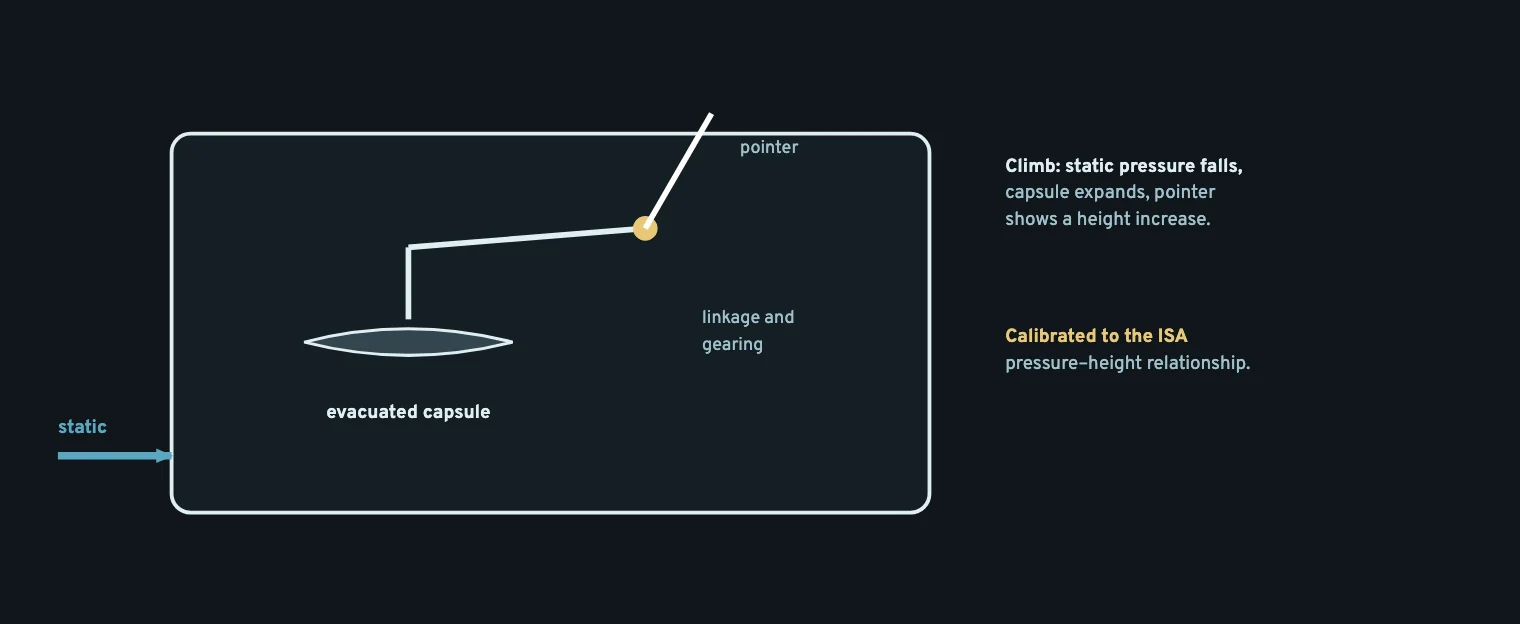 pointer
Climb: static pressure falls,
capsule expands, pointer
shows a height increase.
linkage and
gearing
Calibrated to the ISA
pressure–height relationship.
evacuated capsule
static